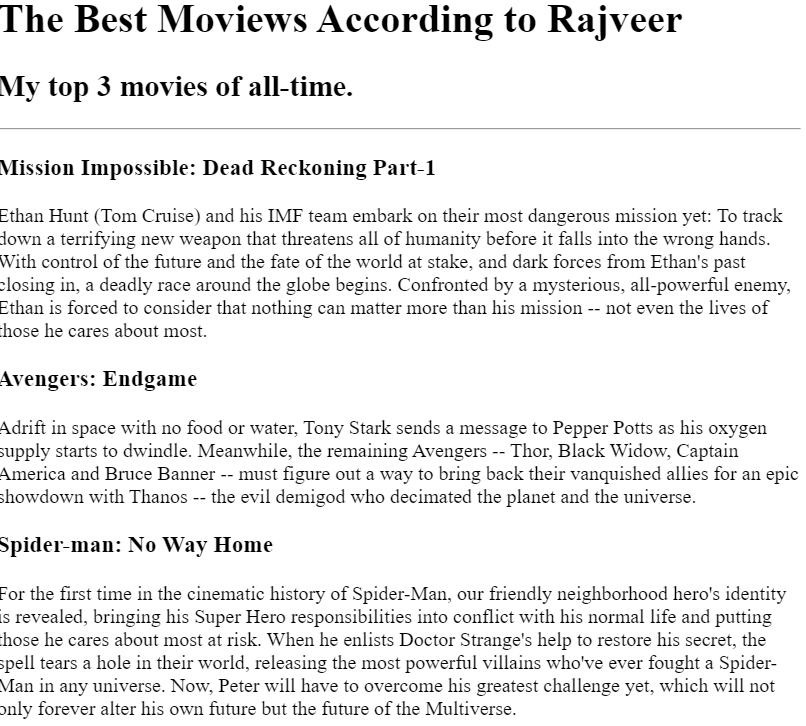 The Best Moviews According to Rajveer
My top 3 movies of all-time.
Mission Impossible: Dead Reckoning Part-1
Ethan Hunt (Tom Cruise) and his IMF team embark on their most dangerous mission yet: To track
down a terrifying new weapon that threatens all of humanity before it falls into the wrong hands.
With control of the future and the fate of the world at stake, and dark forces from Ethan's past
closing in, a deadly race around the globe begins. Confronted by a mysterious, all-powerful enemy,
Ethan is forced to consider that nothing can matter more than his mission -- not even the lives of
those he cares about most.
Avengers: Endgame
Adrift in space with no food or water, Tony Stark sends a message to Pepper Potts as his oxygen
supply starts to dwindle. Meanwhile, the remaining Avengers -- Thor, Black Widow, Captain
America and Bruce Banner -- must figure out a way to bring back their vanquished allies for an epic
showdown with Thanos -- the evil demigod who decimated the planet and the universe.
Spider-man: No Way Home
For the first time in the cinematic history of Spider-Man, our friendly neighborhood hero's identity
is revealed, bringing his Super Hero responsibilities into conflict with his normal life and putting
those he cares about most at risk. When he enlists Doctor Strange's help to restore his secret, the
spell tears a hole in their world, releasing the most powerful villains who've ever fought a Spider-
Man in any universe. Now, Peter will have to overcome his greatest challenge yet, which will not
only forever alter his own future but the future of the Multiverse.